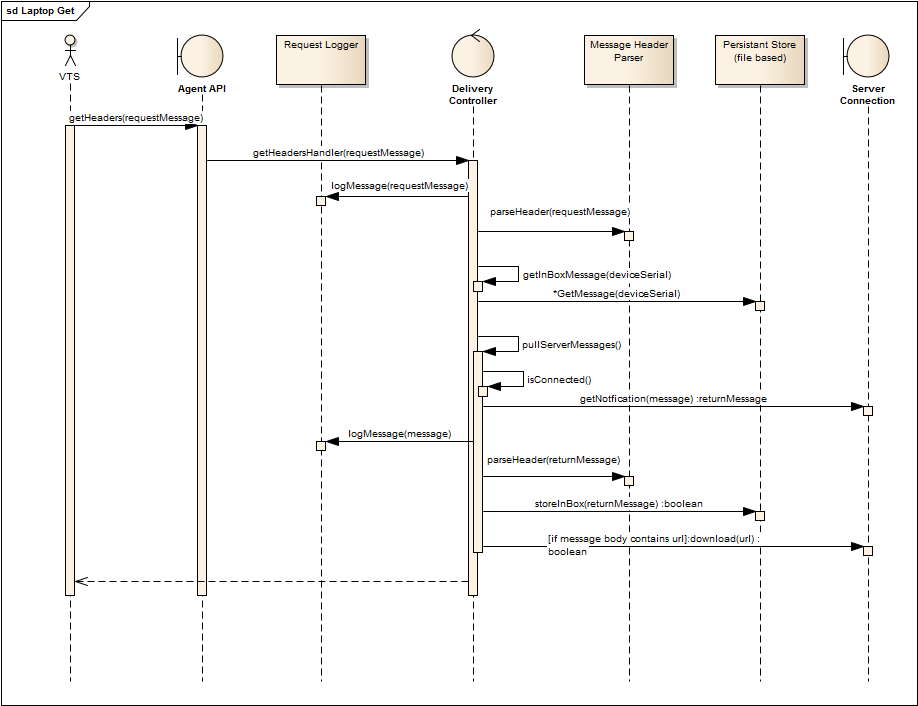 sd Laptop Get
VTS
Agent API
Request Logger
Delivery
Controller
Message Header
Parser
Persistant Store
(file based)
Server
Connection
getHeaders(requestMessage)
getHeadersHandler(requestMessage)
logMessage(requestMessage)
parseHeader(requestMessage)
getInBoxMessage(deviceSerial)
*GetMessage(deviceSerial)
pullServerMessages()
isConnected()
getNotfication(message) :returnMessage
logMessage(message)
parseHeader(returnMessage)
storeInBox(returnMessage) :boolean
[if message body contains url]:download(url) :
boolean